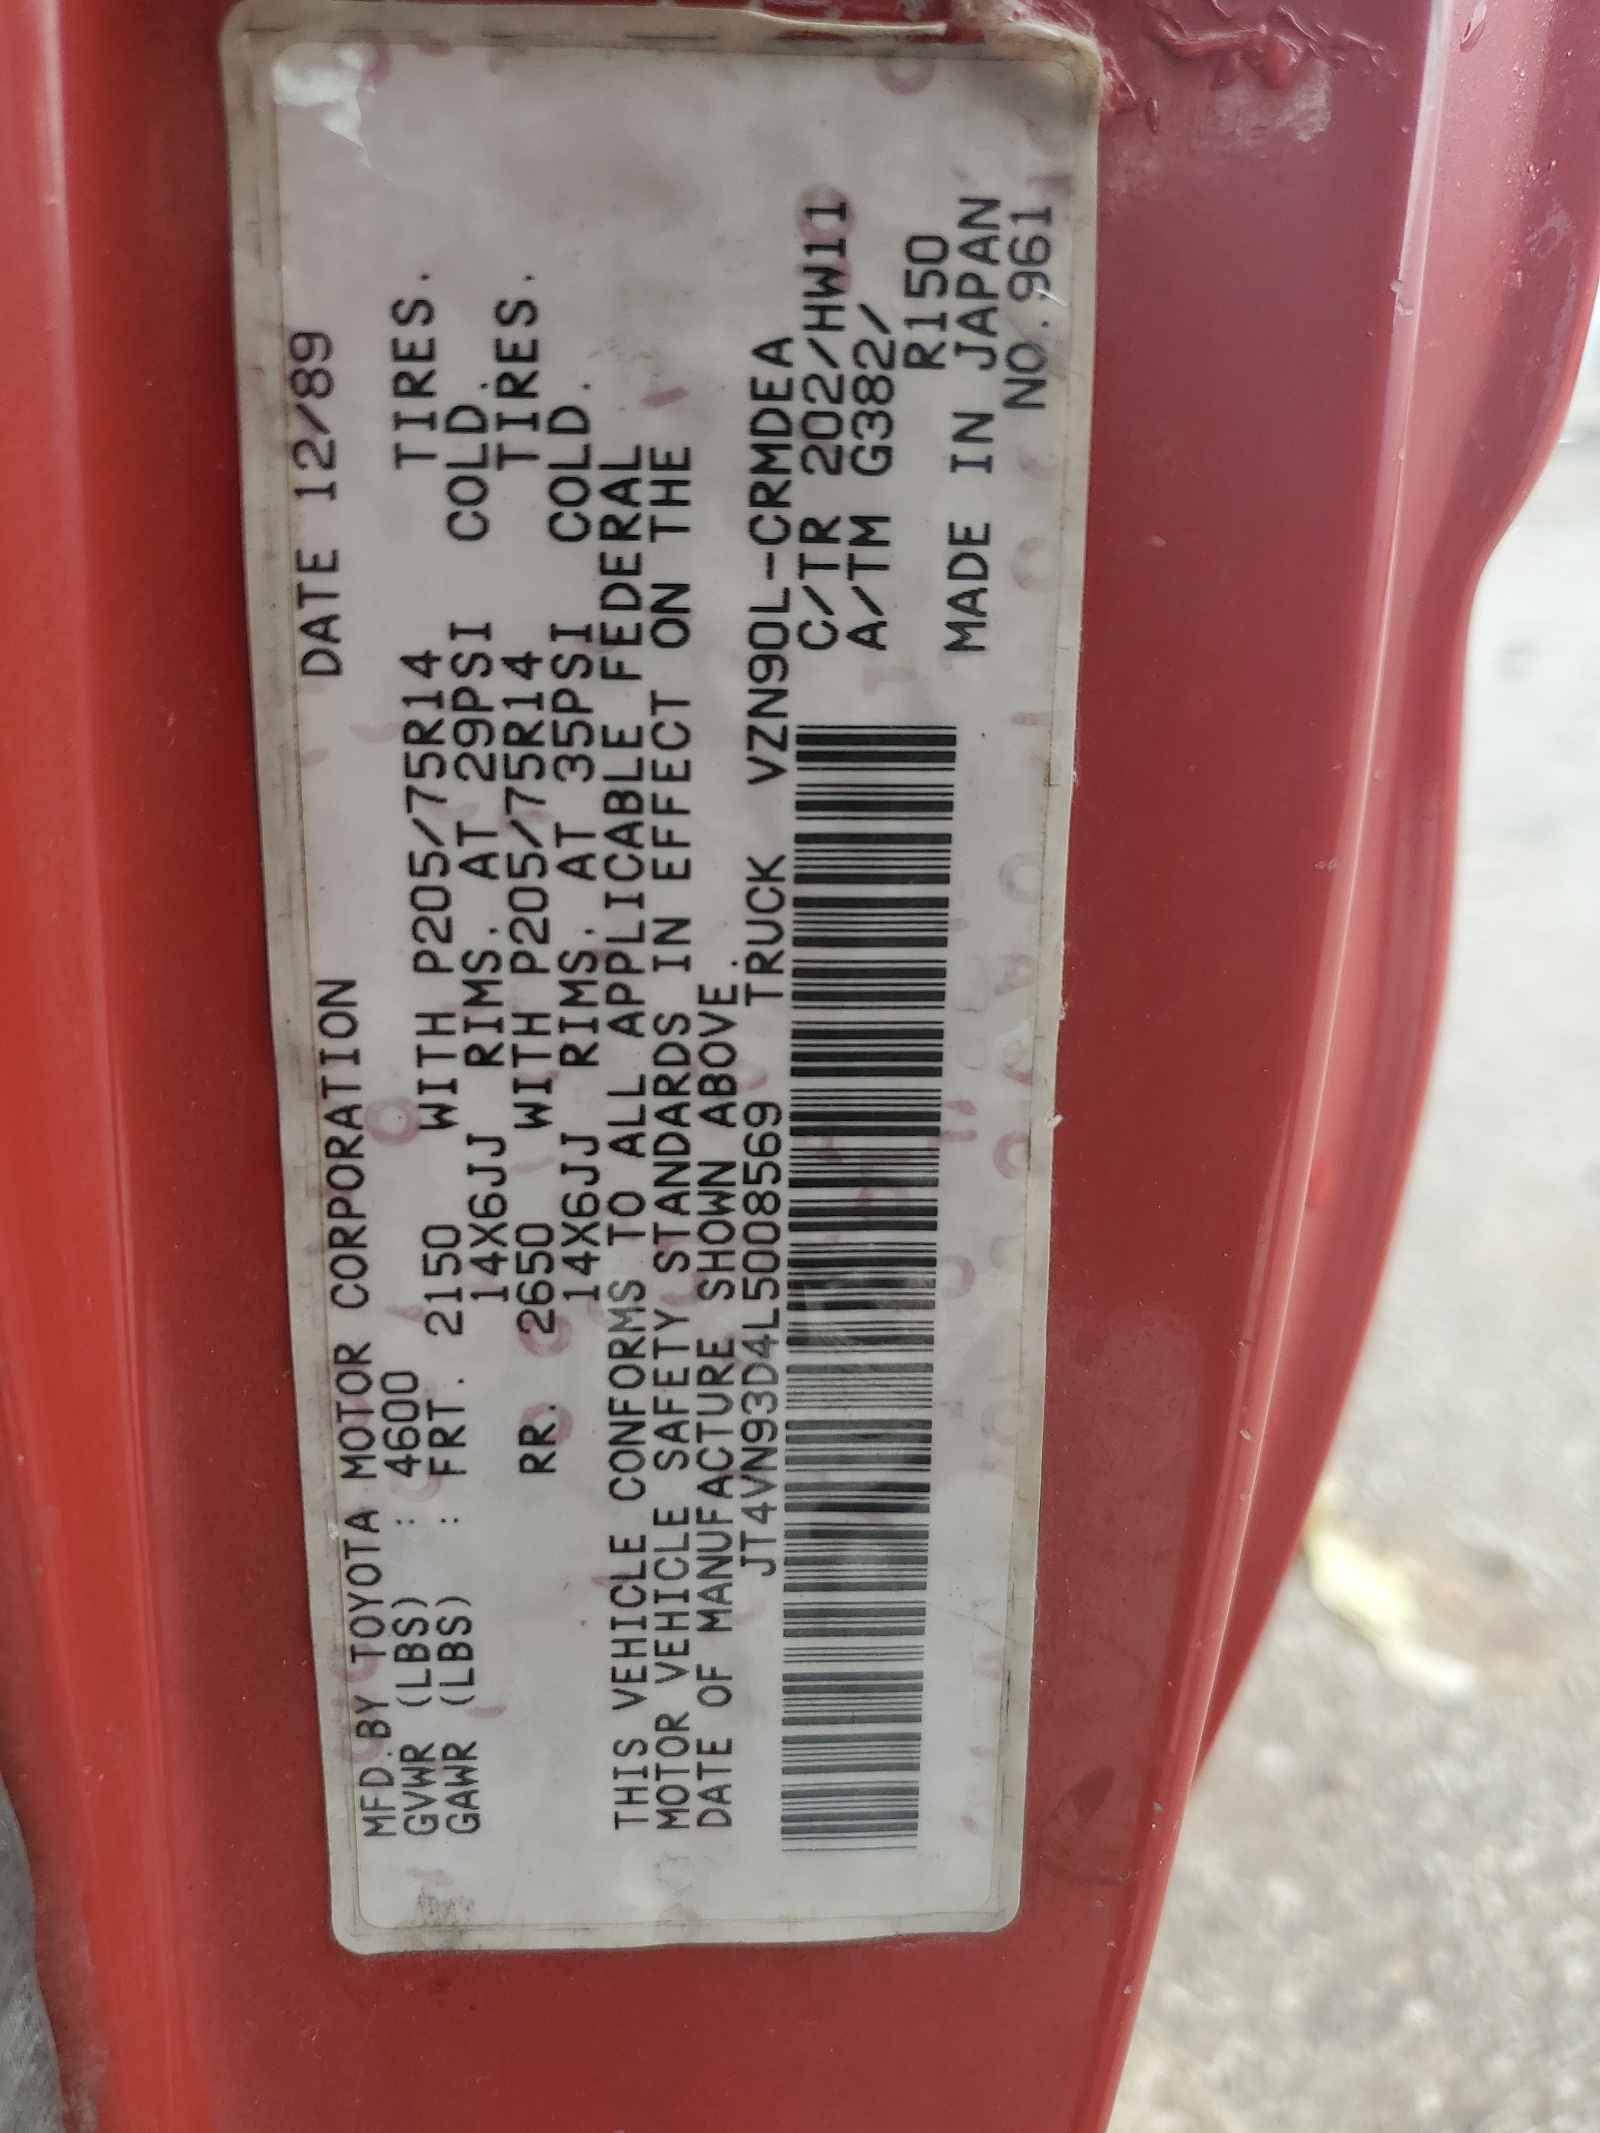 DATE 12/89
MFD.BY TOYOTA MOTOR CORPORATION
GVWR (LBS) : 4600
GAWR (LBS) : FRT. 2150 WITH P205/75R14 TIRES.
14X6JJ RIMS. AT 29PSI COLD.
RR. 2650 WITH P205/75R14 TIRES.
14X6JJ RIMS. AT 35PSI COLD.
THIS VEHICLE CONFORMS TO ALL APPLICABLE FEDERAL
MOTOR VEHICLE SAFETY STANDARDS IN EFFECT ON THE
DATE OF MANUFACTURE SHOWN ABOVE.
JT4VN93D4L5008569 TRUCK VZN90L-CRMDEA
C/TR 202/HW11
A/TM G382/
R150
MADE IN JAPAN
NO.961